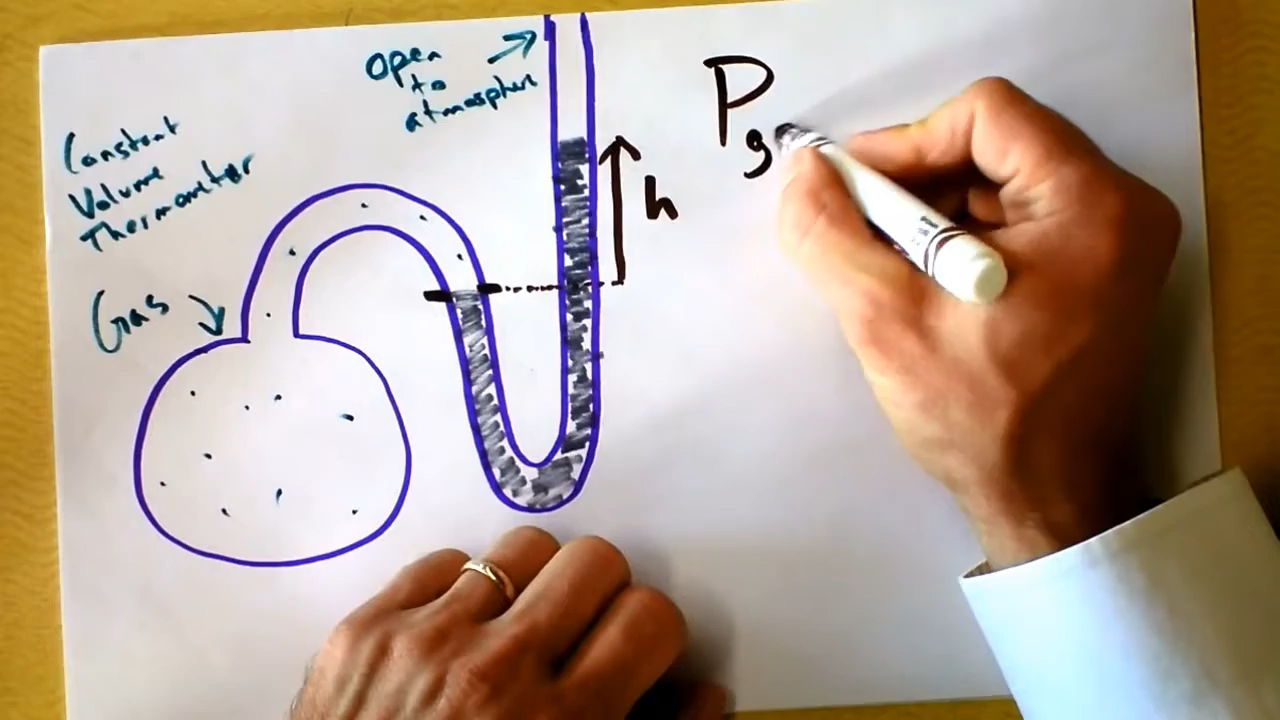 Open
to
atmosphere
Constant
Volume
Thermometer
Gas
h
Pg